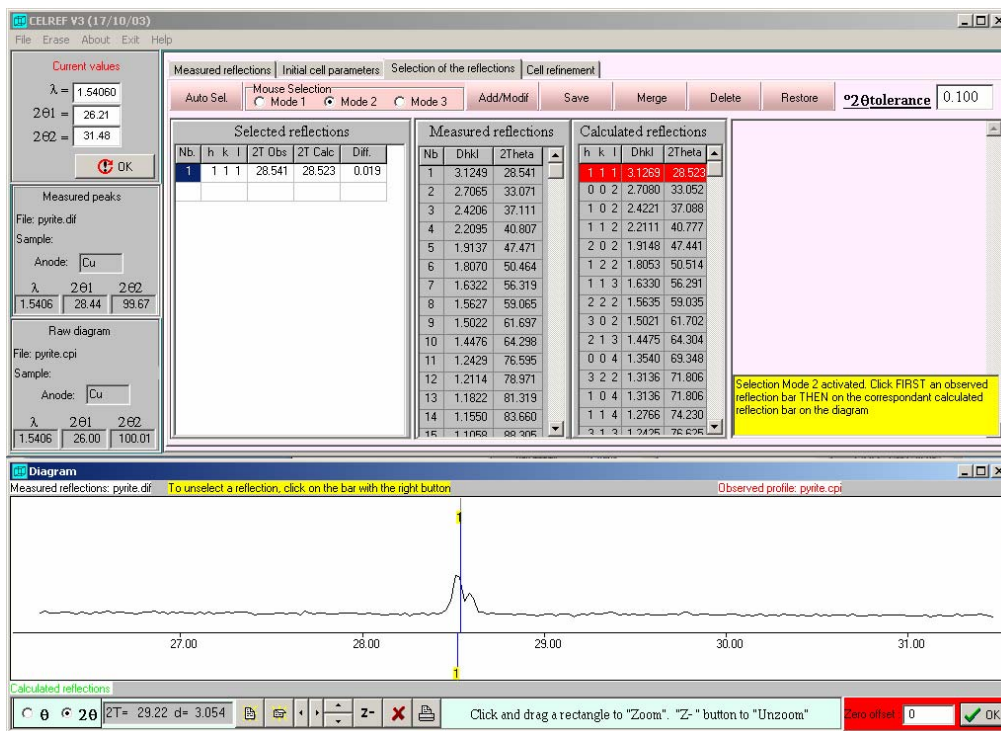 CELREF V3 (17/10/03)
File Erase About Exit Help
Current values
λ = 1.54060
2θ1 = 26.21
2θ2 = 31.48
OK
Measured peaks
File: pyrite.dif
Sample:
Anode: Cu
λ 2θ1 2θ2
1.5406 28.44 99.67
Raw diagram
File: pyrite.cpi
Sample:
Anode: Cu
λ 2θ1 2θ2
1.5406 26.00 100.01
Measured reflections Initial cell parameters Selection of the reflections Cell refinement
Auto Sel. Mouse Selection Mode 1 Mode 2 Mode 3 Add/Modif Save Merge Delete Restore °2θtolerance 0.100
Selected reflections
Nb. h k l 2T Obs 2T Calc Diff.
1 1 1 1 28.541 28.523 0.019
Measured reflections
Nb Dhkl 2Theta
1 3.1249 28.541
2 2.7065 33.071
3 2.4206 37.111
4 2.2095 40.807
5 1.9137 47.471
6 1.8070 50.464
7 1.6322 56.319
8 1.5627 59.065
9 1.5022 61.697
10 1.4476 64.298
11 1.2429 76.595
12 1.2114 78.971
13 1.1822 81.319
14 1.1550 83.660
15 1.1058 88.305
Calculated reflections
h k l Dhkl 2Theta
1 1 1 3.1269 28.523
0 0 2 2.7080 33.052
1 0 2 2.4221 37.088
1 1 2 2.2111 40.777
2 0 2 1.9148 47.441
1 2 2 1.8053 50.514
1 1 3 1.6330 56.291
2 2 2 1.5635 59.035
3 0 2 1.5021 61.702
2 1 3 1.4475 64.304
0 0 4 1.3540 69.348
3 2 2 1.3136 71.806
1 0 4 1.3136 71.806
1 1 4 1.2766 74.230
3 1 3 1.2425 76.625
Selection Mode 2 activated. Click FIRST an observed
reflection bar THEN on the correspondant calculated
reflection bar on the diagram
Diagram
Measured reflections: pyrite.dif To unselect a reflection, click on the bar with the right button Observed profile: pyrite.cpi
1
27.00 28.00 29.00 30.00 31.00
1
Calculated reflections
θ 2θ 2T= 29.22 d= 3.054 Z- Click and drag a rectangle to "Zoom". "Z-" button to "Unzoom" Zero offset: 0 OK